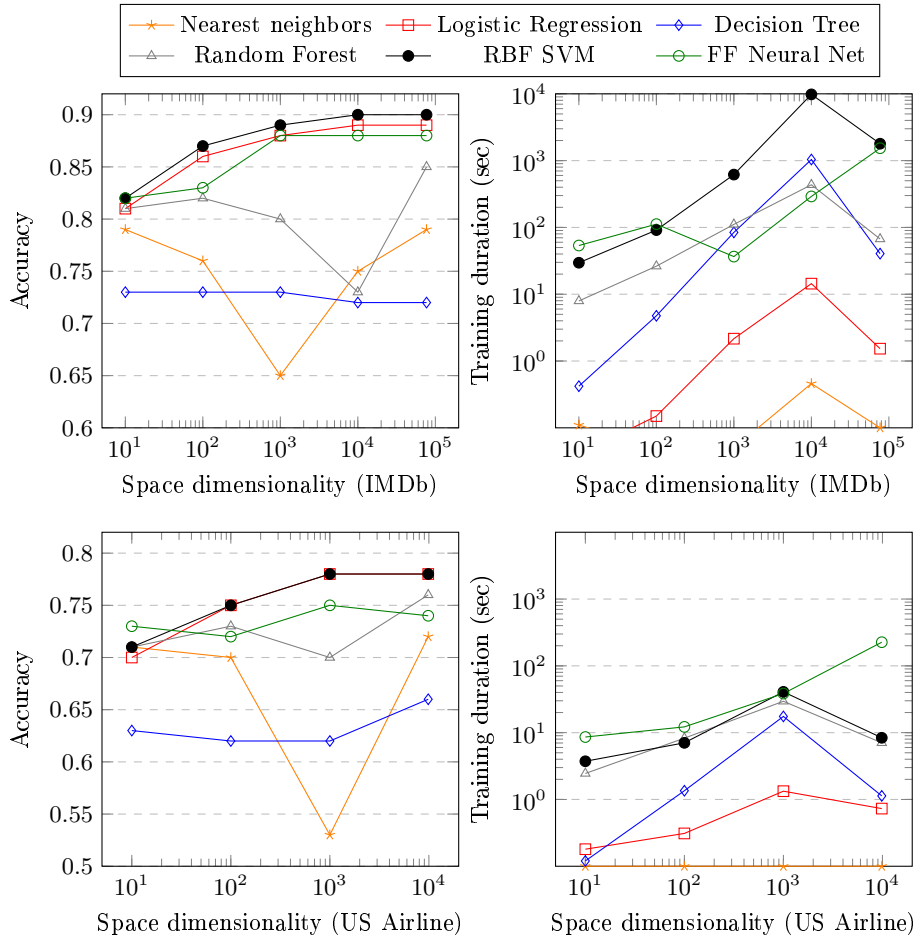 Nearest neighbors Logistic Regression Decision Tree
Random Forest RBF SVM FF Neural Net
0.9
0.85
0.8
0.75
0.7
0.65
0.6
Accuracy
10^1 10^2 10^3 10^4 10^5
Space dimensionality (IMDb)
10^4
10^3
10^2
10^1
10^0
Training duration (sec)
10^1 10^2 10^3 10^4 10^5
Space dimensionality (IMDb)
0.8
0.75
0.7
0.65
0.6
0.55
0.5
Accuracy
10^1 10^2 10^3 10^4
Space dimensionality (US Airline)
10^3
10^2
10^1
10^0
Training duration (sec)
10^1 10^2 10^3 10^4
Space dimensionality (US Airline)